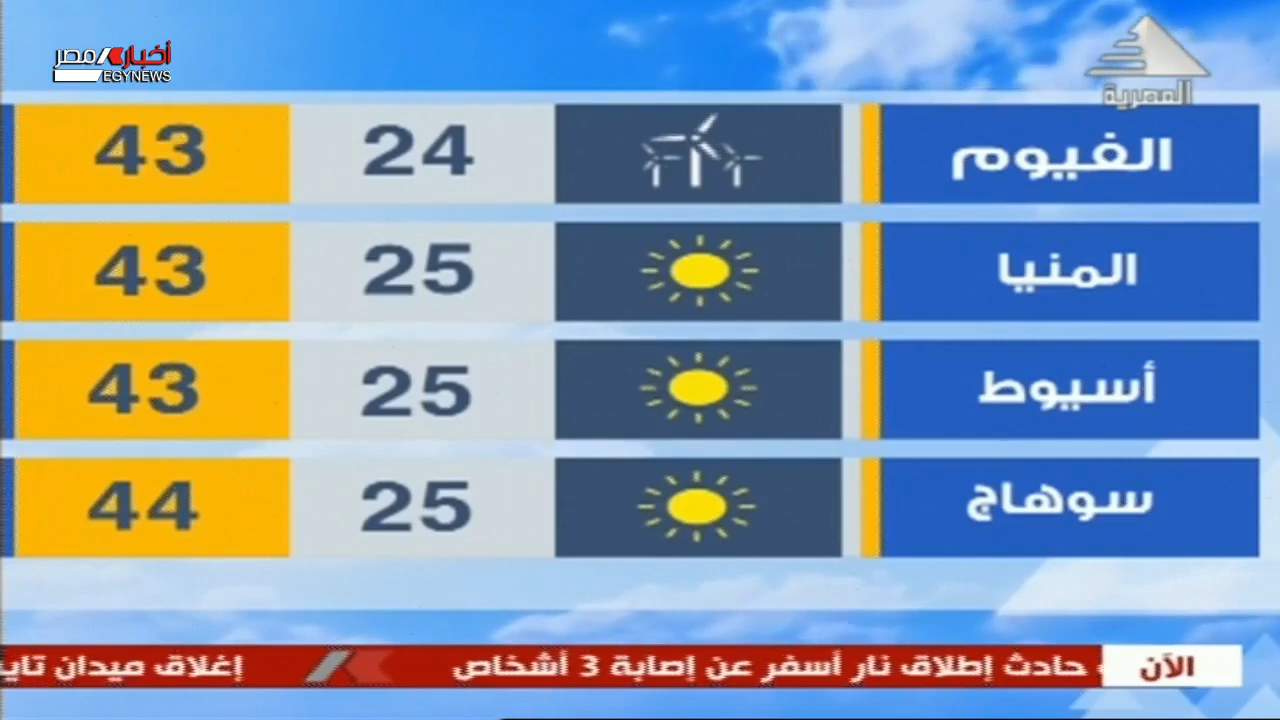 أخبار مصر
EGYNEWS
المصرية
الفيوم 24 43
المنيا 25 43
أسيوط 25 43
سوهاج 25 44
الآن حادث إطلاق نار أسفر عن إصابة 3 أشخاص إغلاق ميدان